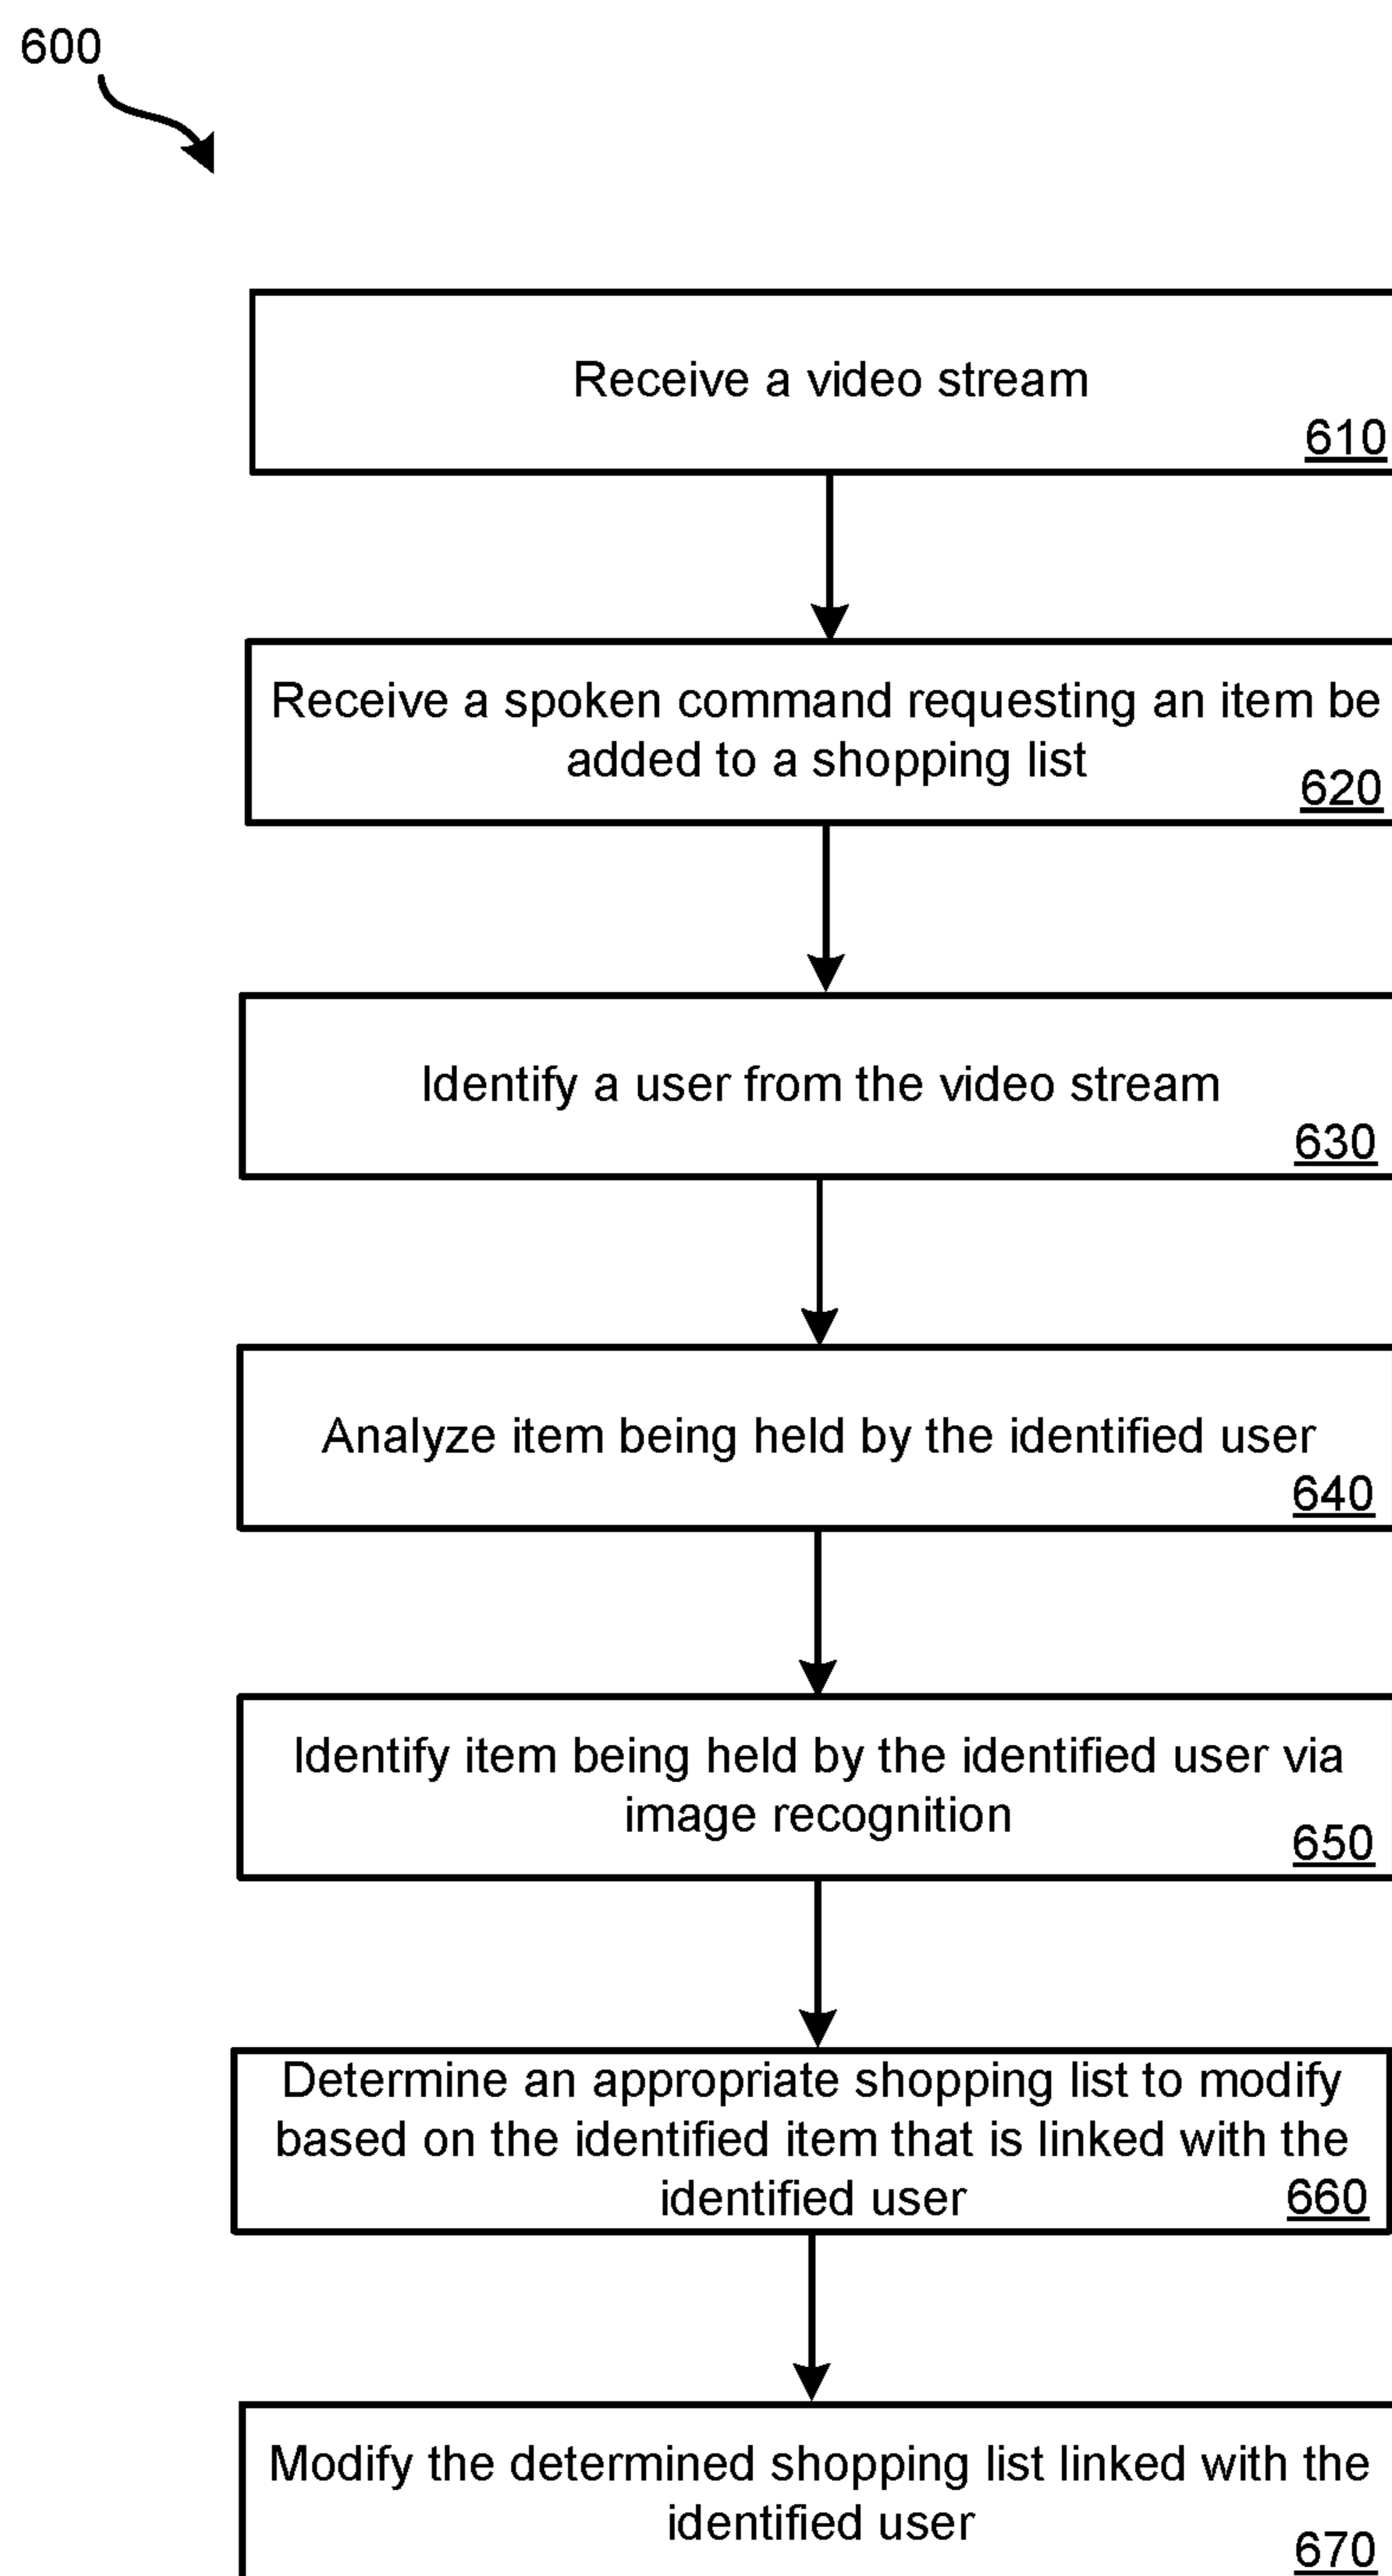 600
Receive a video stream
610
Receive a spoken command requesting an item be
added to a shopping list
620
Identify a user from the video stream
630
Analyze item being held by the identified user
640
Identify item being held by the identified user via
image recognition
650
Determine an appropriate shopping list to modify
based on the identified item that is linked with the
identified user
660
Modify the determined shopping list linked with the
identified user
670